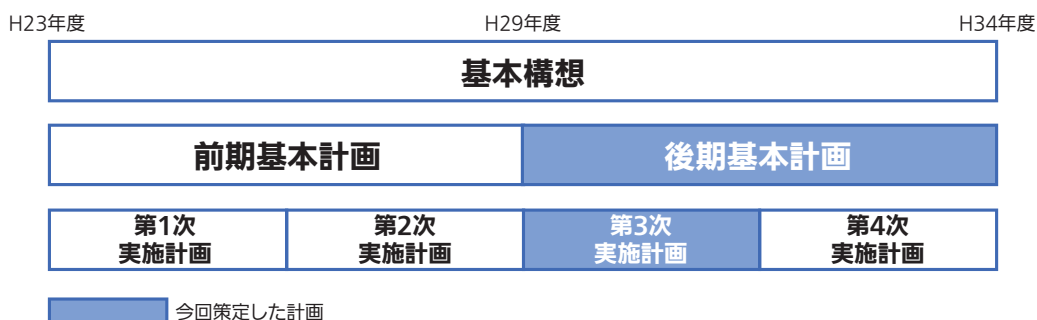 H23年度 H29年度 H34年度
基本構想
前期基本計画 後期基本計画
第1次 第2次 第3次 第4次
実施計画 実施計画 実施計画 実施計画
今回策定した計画